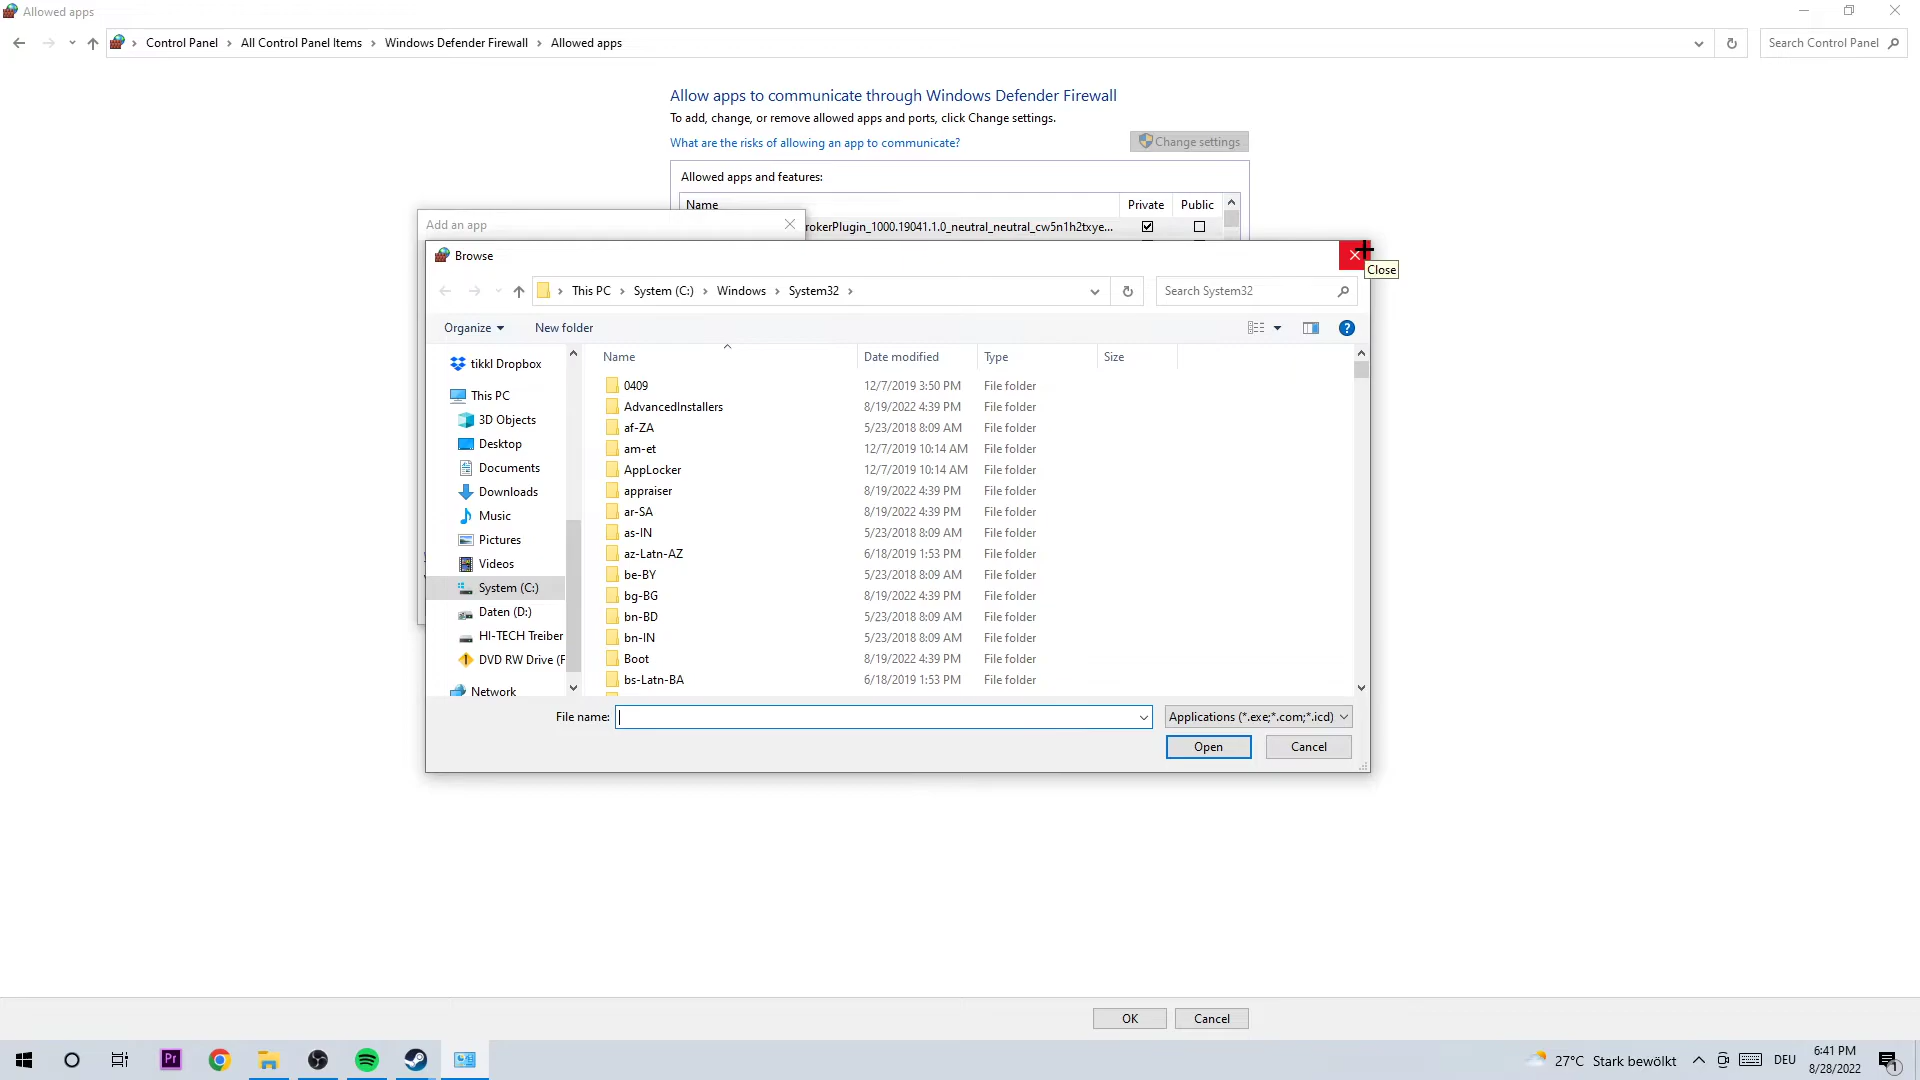 Allowed apps
Control Panel > All Control Panel Items > Windows Defender Firewall > Allowed apps
Search Control Panel
Allow apps to communicate through Windows Defender Firewall
To add, change, or remove allowed apps and ports, click Change settings.
What are the risks of allowing an app to communicate?
Change settings
Allowed apps and features:
Name Private Public
Add an app
rokerPlugin_1000.19041.1.0_neutral_neutral_cw5n1h2txye...
Browse
Close
This PC > System (C:) > Windows > System32 >
Search System32
Organize New folder
Name Date modified Type Size
tikkl Dropbox
This PC
3D Objects
Desktop
Documents
Downloads
Music
Pictures
Videos
System (C:)
Daten (D:)
HI-TECH Treiber
DVD RW Drive (F
Network
0409 12/7/2019 3:50 PM File folder
AdvancedInstallers 8/19/2022 4:39 PM File folder
af-ZA 5/23/2018 8:09 AM File folder
am-et 12/7/2019 10:14 AM File folder
AppLocker 12/7/2019 10:14 AM File folder
appraiser 8/19/2022 4:39 PM File folder
ar-SA 8/19/2022 4:39 PM File folder
as-IN 5/23/2018 8:09 AM File folder
az-Latn-AZ 6/18/2019 1:53 PM File folder
be-BY 5/23/2018 8:09 AM File folder
bg-BG 8/19/2022 4:39 PM File folder
bn-BD 5/23/2018 8:09 AM File folder
bn-IN 5/23/2018 8:09 AM File folder
Boot 8/19/2022 4:39 PM File folder
bs-Latn-BA 6/18/2019 1:53 PM File folder
File name: Applications (*.exe;*.com;*.icd)
Open Cancel
OK Cancel
Pr
27°C Stark bewölkt DEU
6:41 PM
8/28/2022
1